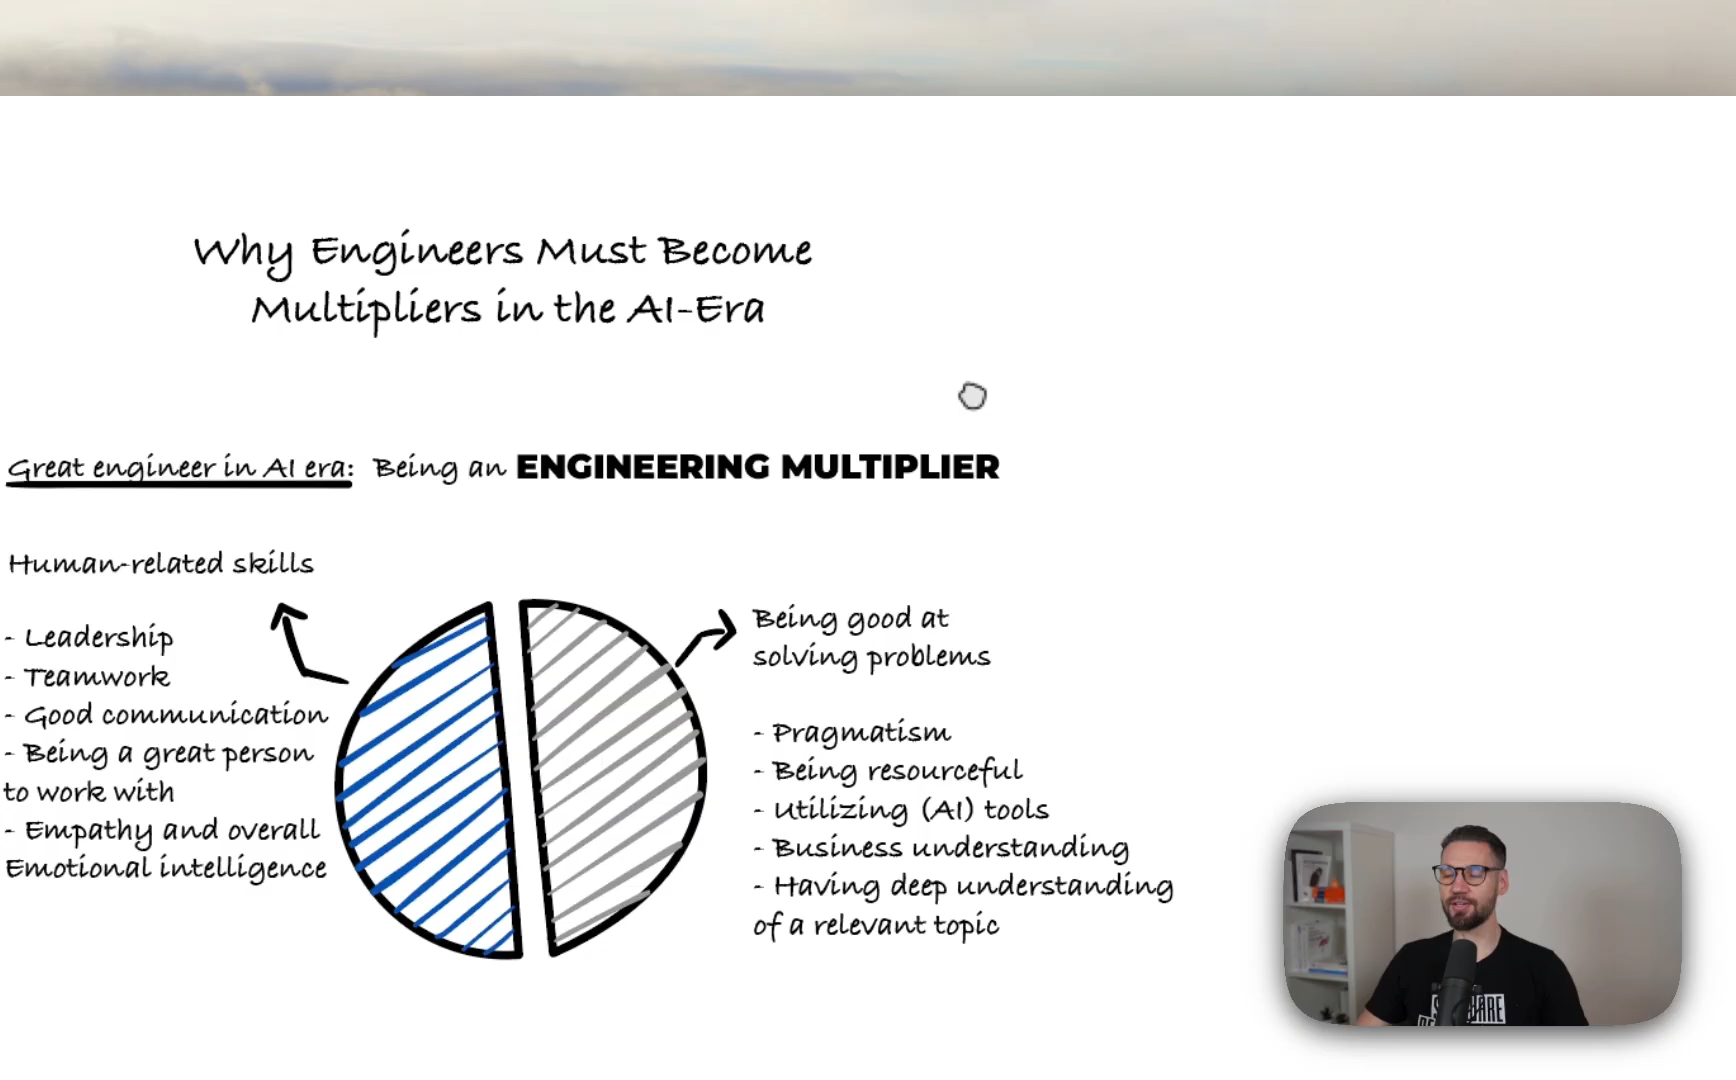 Why Engineers Must Become
Multipliers in the AI-Era
Great engineer in AI era: Being an ENGINEERING MULTIPLIER
Human-related skills
- Leadership
- Teamwork
- Good communication
- Being a great person
to work with
- Empathy and overall
Emotional intelligence
Being good at
solving problems
- Pragmatism
- Being resourceful
- Utilizing (AI) tools
- Business understanding
- Having deep understanding
of a relevant topic